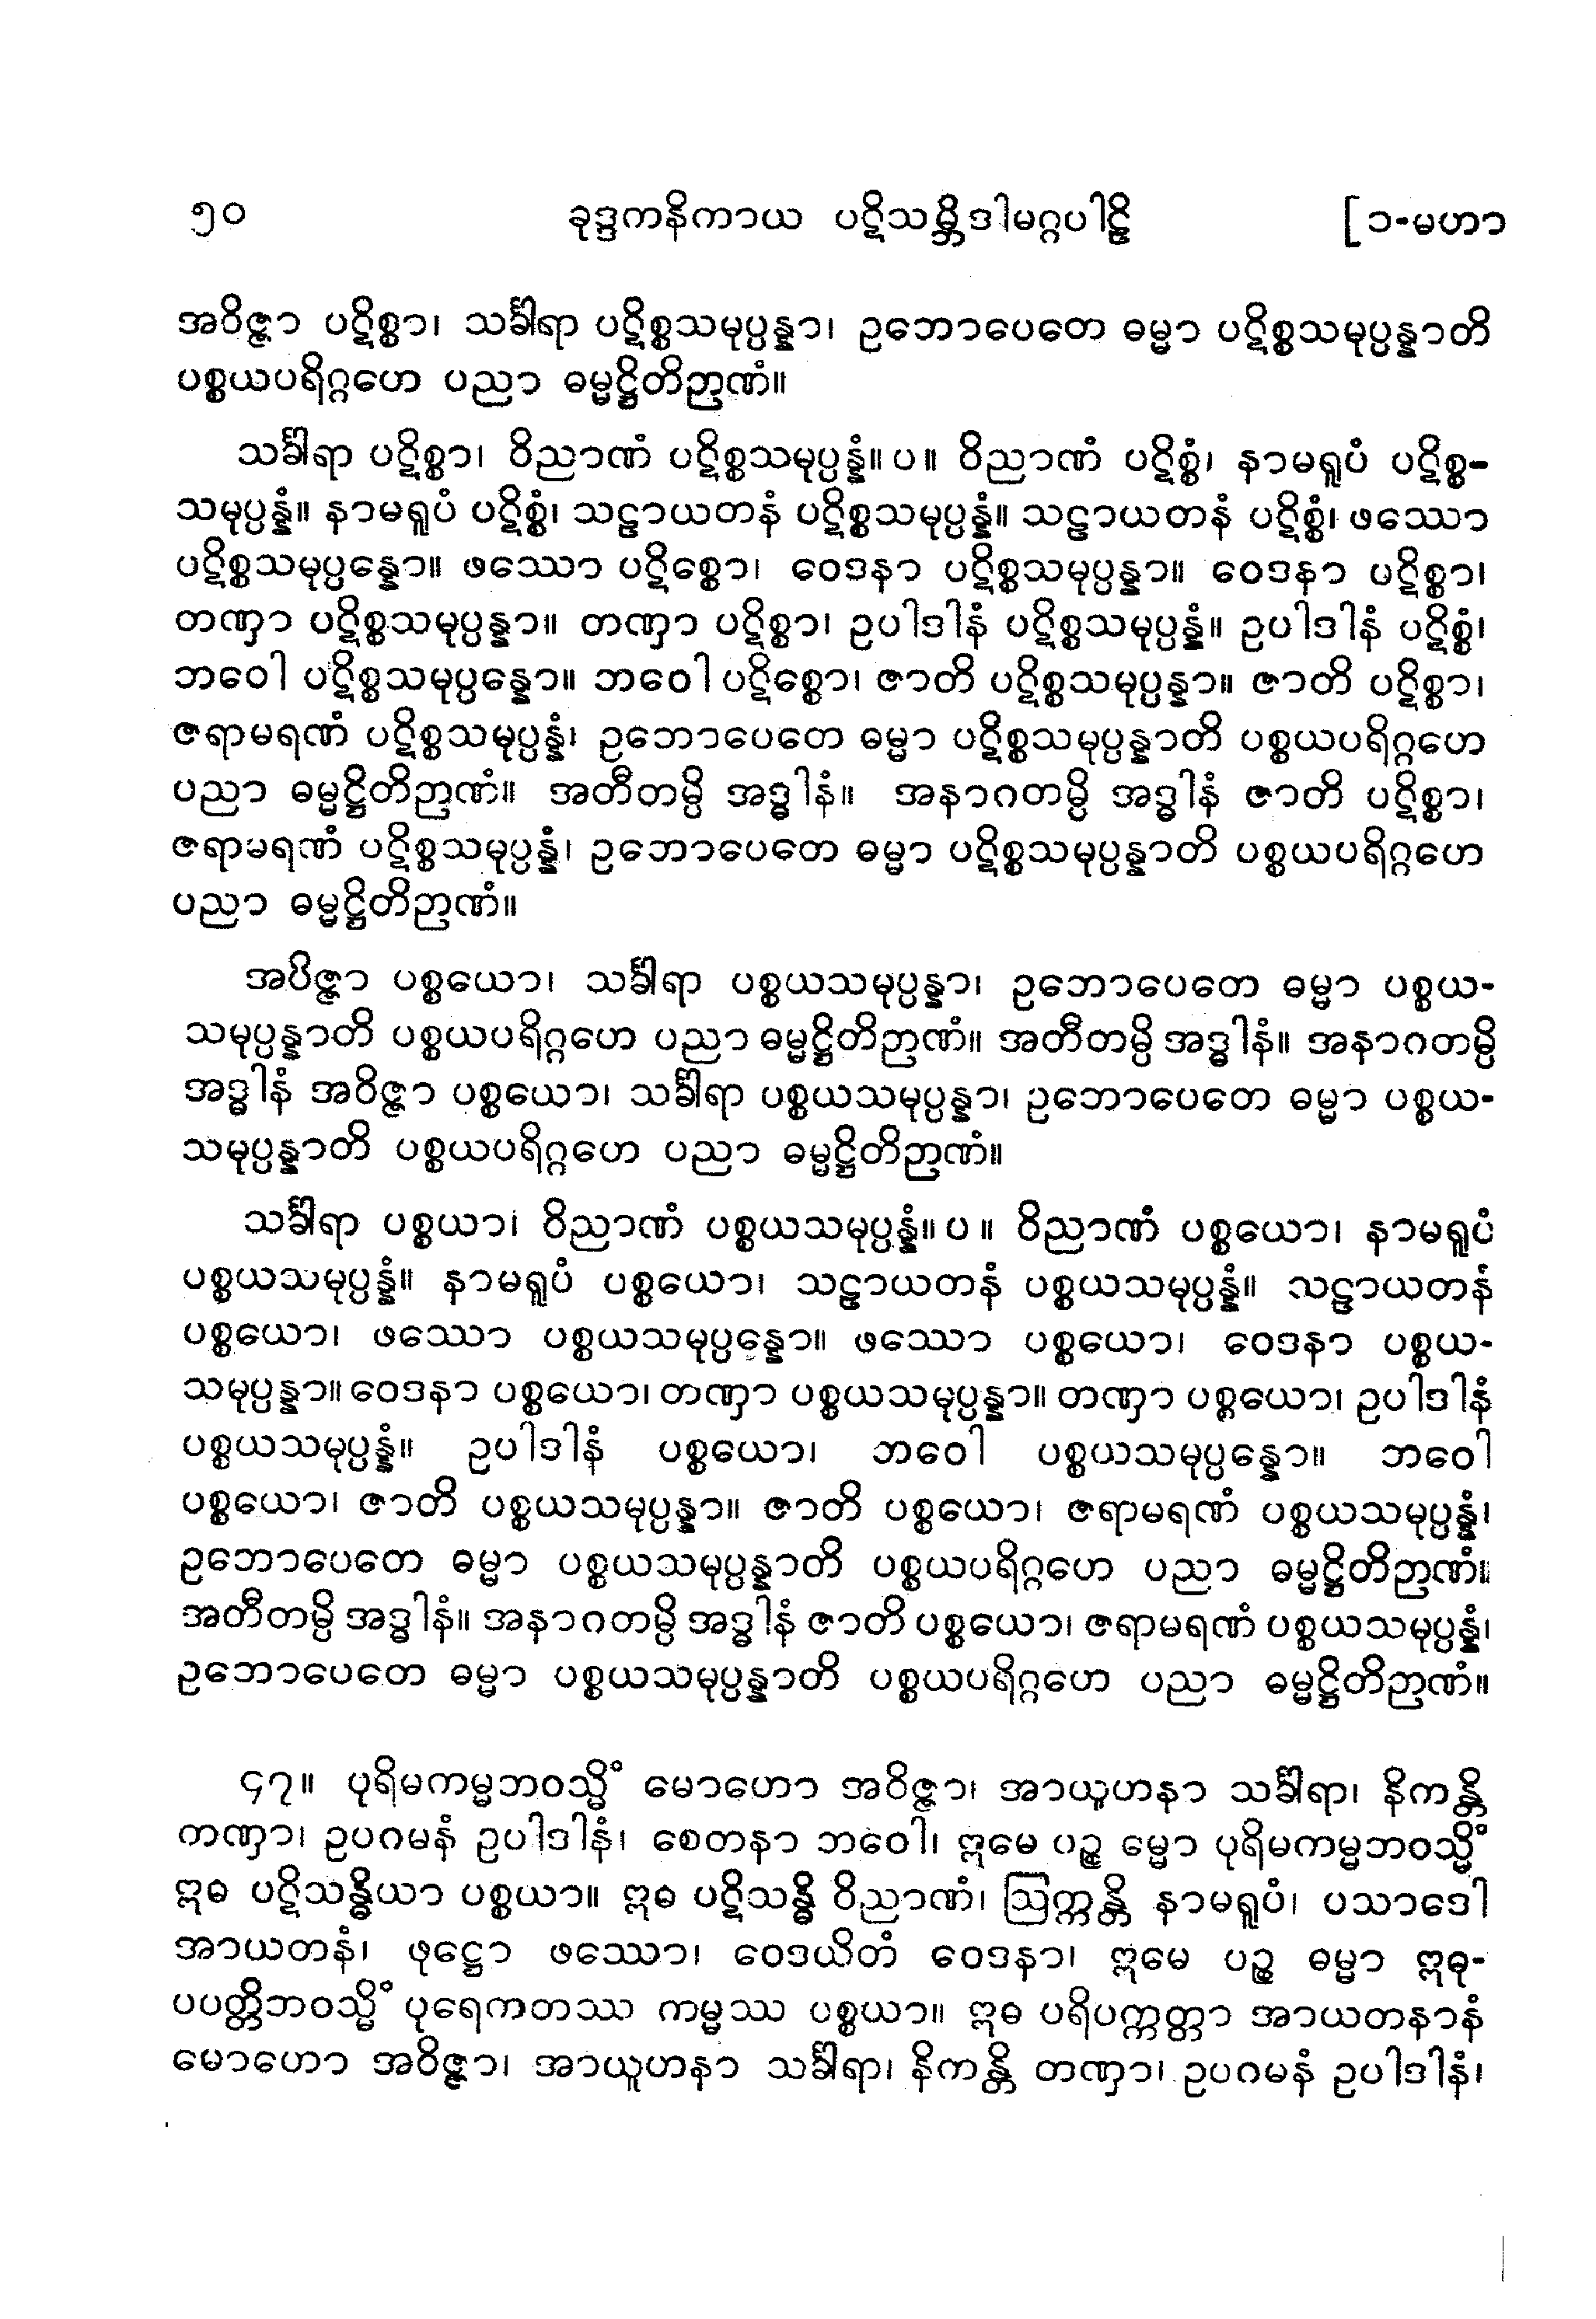 ၅၀ ခုဒ္ဒကနိကာယ ပဋိသမ္ဘိဒါမဂ္ဂပါဠိ [၁-မဟာ
အဝိဇ္ဇာ ပဋိစ္စာ၊ သင်္ခါရာ ပဋိစ္စသမုပ္ပန္နာ၊ ဥဘောပေတေ ဓမ္မာ ပဋိစ္စသမုပ္ပန္နာတိ
ပစ္စယပရိဂ္ဂဟေ ပညာ ဓမ္မဋ္ဌိတိဉာဏံ။
သင်္ခါရာ ပဋိစ္စာ၊ ဝိညာဏံ ပဋိစ္စသမုပ္ပန္နံ။ ပ။ ဝိညာဏံ ပဋိစ္စံ၊ နာမရူပံ ပဋိစ္စ-
သမုပ္ပန္နံ။ နာမရူပံ ပဋိစ္စံ၊ သဠာယတနံ ပဋိစ္စသမုပ္ပန္နံ။ သဠာယတနံ ပဋိစ္စံ၊ ဖဿော
ပဋိစ္စသမုပ္ပန္နော။ ဖဿော ပဋိစ္စော၊ ဝေဒနာ ပဋိစ္စသမုပ္ပန္နာ။ ဝေဒနာ ပဋိစ္စာ၊
တဏှာ ပဋိစ္စသမုပ္ပန္နာ။ တဏှာ ပဋိစ္စာ၊ ဥပါဒါနံ ပဋိစ္စသမုပ္ပန္နံ။ ဥပါဒါနံ ပဋိစ္စံ၊
ဘဝေါ ပဋိစ္စသမုပ္ပန္နော။ ဘဝေါ ပဋိစ္စော၊ ဇာတိ ပဋိစ္စသမုပ္ပန္နာ။ ဇာတိ ပဋိစ္စာ၊
ဇရာမရဏံ ပဋိစ္စသမုပ္ပန္နံ၊ ဥဘောပေတေ ဓမ္မာ ပဋိစ္စသမုပ္ပန္နာတိ ပစ္စယပရိဂ္ဂဟေ
ပညာ ဓမ္မဋ္ဌိတိဉာဏံ။ အတီတမ္ပိ အဒ္ဓါနံ။ အနာဂတမ္ပိ အဒ္ဓါနံ ဇာတိ ပဋိစ္စာ၊
ဇရာမရဏံ ပဋိစ္စသမုပ္ပန္နံ၊ ဥဘောပေတေ ဓမ္မာ ပဋိစ္စသမုပ္ပန္နာတိ ပစ္စယပရိဂ္ဂဟေ
ပညာ ဓမ္မဋ္ဌိတိဉာဏံ။
အဝိဇ္ဇာ ပစ္စယော၊ သင်္ခါရာ ပစ္စယသမုပ္ပန္နာ၊ ဥဘောပေတေ ဓမ္မာ ပစ္စယ-
သမုပ္ပန္နာတိ ပစ္စယပရိဂ္ဂဟေ ပညာ ဓမ္မဋ္ဌိတိဉာဏံ။ အတီတမ္ပိ အဒ္ဓါနံ။ အနာဂတမ္ပိ
အဒ္ဓါနံ အဝိဇ္ဇာ ပစ္စယော၊ သင်္ခါရာ ပစ္စယသမုပ္ပန္နာ၊ ဥဘောပေတေ ဓမ္မာ ပစ္စယ-
သမုပ္ပန္နာတိ ပစ္စယပရိဂ္ဂဟေ ပညာ ဓမ္မဋ္ဌိတိဉာဏံ။
သင်္ခါရာ ပစ္စယာ၊ ဝိညာဏံ ပစ္စယသမုပ္ပန္နံ။ ပ။ ဝိညာဏံ ပစ္စယော၊ နာမရူပံ
ပစ္စယသမုပ္ပန္နံ။ နာမရူပံ ပစ္စယော၊ သဠာယတနံ ပစ္စယသမုပ္ပန္နံ။ သဠာယတနံ
ပစ္စယော၊ ဖဿော ပစ္စယသမုပ္ပန္နော။ ဖဿော ပစ္စယော၊ ဝေဒနာ ပစ္စယ-
သမုပ္ပန္နာ။ ဝေဒနာ ပစ္စယော၊ တဏှာ ပစ္စယသမုပ္ပန္နာ။ တဏှာ ပစ္စယော၊ ဥပါဒါနံ
ပစ္စယသမုပ္ပန္နံ။ ဥပါဒါနံ ပစ္စယော၊ ဘဝေါ ပစ္စယသမုပ္ပန္နော။ ဘဝေါ
ပစ္စယော၊ ဇာတိ ပစ္စယသမုပ္ပန္နာ။ ဇာတိ ပစ္စယော၊ ဇရာမရဏံ ပစ္စယသမုပ္ပန္နံ၊
ဥဘောပေတေ ဓမ္မာ ပစ္စယသမုပ္ပန္နာတိ ပစ္စယပရိဂ္ဂဟေ ပညာ ဓမ္မဋ္ဌိတိဉာဏံ။
အတီတမ္ပိ အဒ္ဓါနံ။ အနာဂတမ္ပိ အဒ္ဓါနံ ဇာတိ ပစ္စယော၊ ဇရာမရဏံ ပစ္စယသမုပ္ပန္နံ၊
ဥဘောပေတေ ဓမ္မာ ပစ္စယသမုပ္ပန္နာတိ ပစ္စယပရိဂ္ဂဟေ ပညာ ဓမ္မဋ္ဌိတိဉာဏံ။
၄၇။ ပုရိမကမ္မဘဝသ္မိံ မောဟော အဝိဇ္ဇာ၊ အာယူဟနာ သင်္ခါရာ၊ နိကန္တိ
ကဏှာ၊ ဥပဂမနံ ဥပါဒါနံ၊ စေတနာ ဘဝေါ၊ ဣမေ ပဉ္စ မ္မော ပုရိမကမ္မဘဝသ္မိံ
ဣဓ ပဋိသန္ဓိယာ ပစ္စယာ။ ဣဓ ပဋိသန္ဓိ ဝိညာဏံ၊ ဩက္ကန္တိ နာမရူပံ၊ ပသာဒေါ
အာယတနံ၊ ဖုဋ္ဌော ဖဿော၊ ဝေဒယိတံ ဝေဒနာ၊ ဣမေ ပဉ္စ ဓမ္မာ ဣဓု-
ပပတ္တိဘဝသ္မိံ ပုရေကတဿ ကမ္မဿ ပစ္စယာ။ ဣဓ ပရိပက္ကတ္တာ အာယတနာနံ
မောဟော အဝိဇ္ဇာ၊ အာယူဟနာ သင်္ခါရာ၊ နိကန္တိ တဏှာ၊ ဥပဂမနံ ဥပါဒါနံ၊